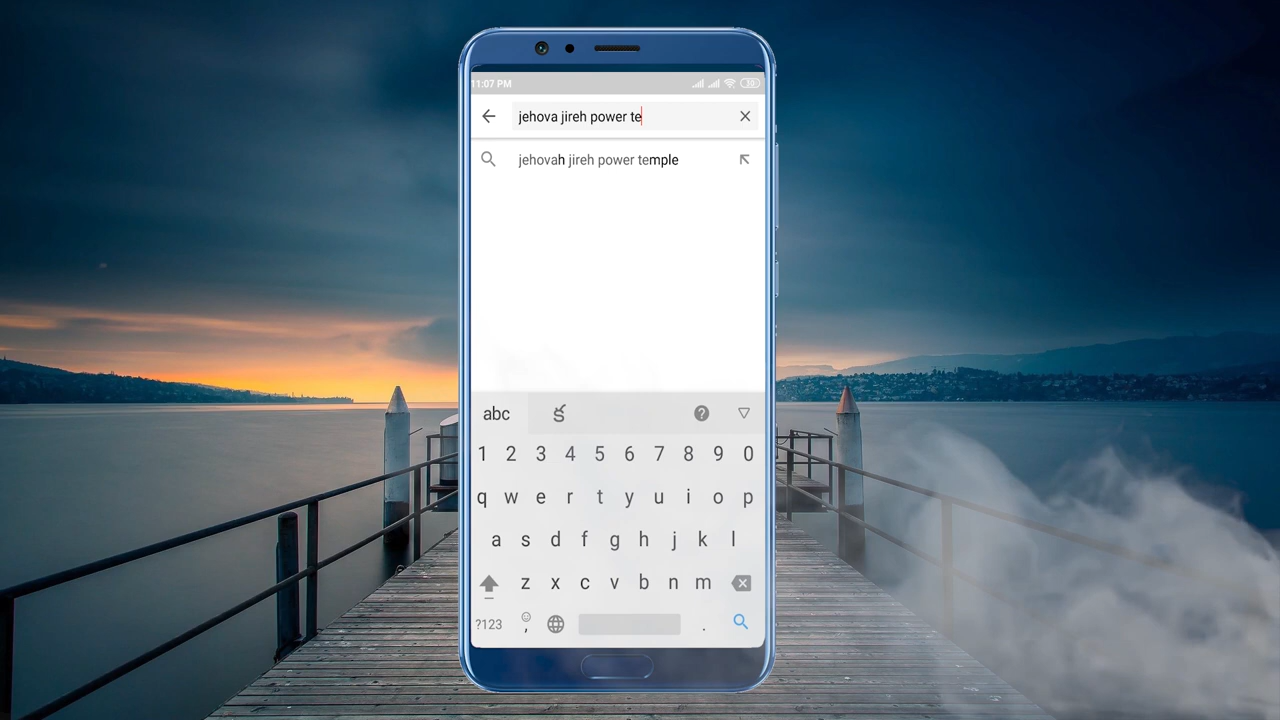 11:07 PM 30
jehova jireh power te
jehovah jireh power temple
abc క
1 2 3 4 5 6 7 8 9 0
q w e r t y u i o p
a s d f g h j k l
z x c v b n m
?123 , .